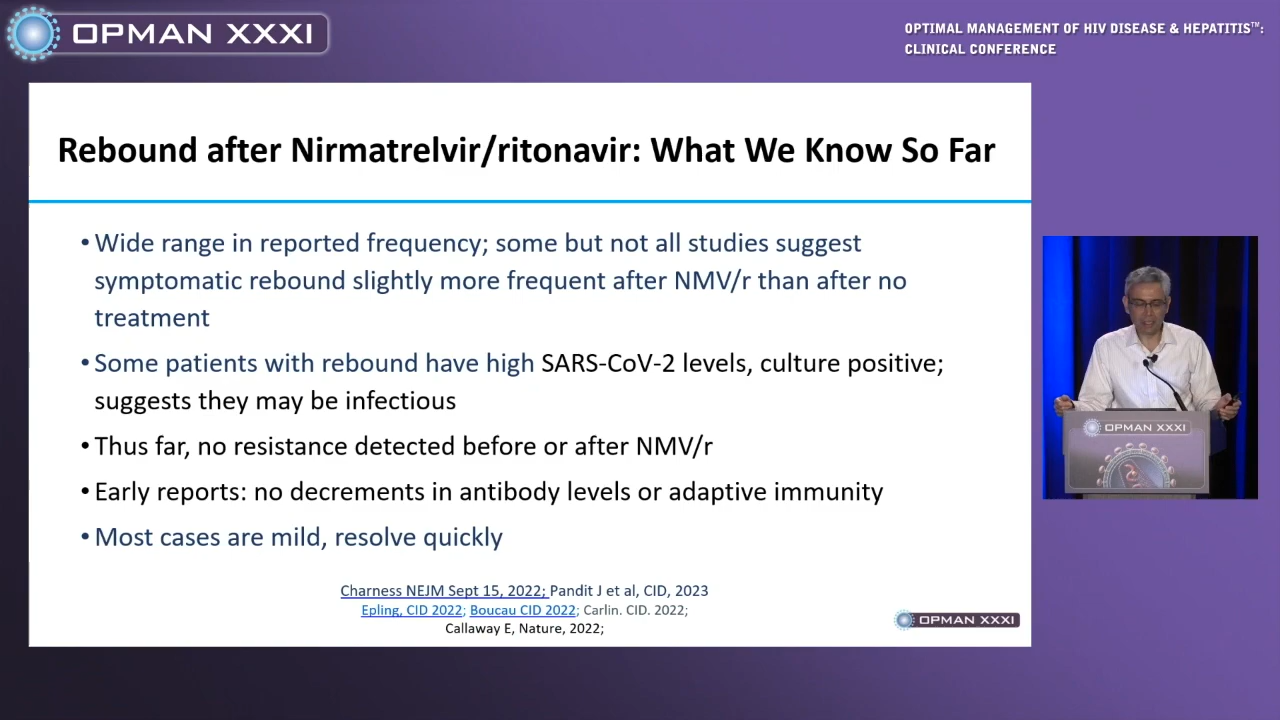 OPMAN XXXI
OPTIMAL MANAGEMENT OF HIV DISEASE & HEPATITIS™:
CLINICAL CONFERENCE
Rebound after Nirmatrelvir/ritonavir: What We Know So Far
• Wide range in reported frequency; some but not all studies suggest
symptomatic rebound slightly more frequent after NMV/r than after no
treatment
• Some patients with rebound have high SARS-CoV-2 levels, culture positive;
suggests they may be infectious
• Thus far, no resistance detected before or after NMV/r
• Early reports: no decrements in antibody levels or adaptive immunity
• Most cases are mild, resolve quickly
Charness NEJM Sept 15, 2022; Pandit J et al, CID, 2023
Epling, CID 2022; Boucau CID 2022; Carlin. CID. 2022;
Callaway E, Nature, 2022;
OPMAN XXXI
OPMAN XXXI